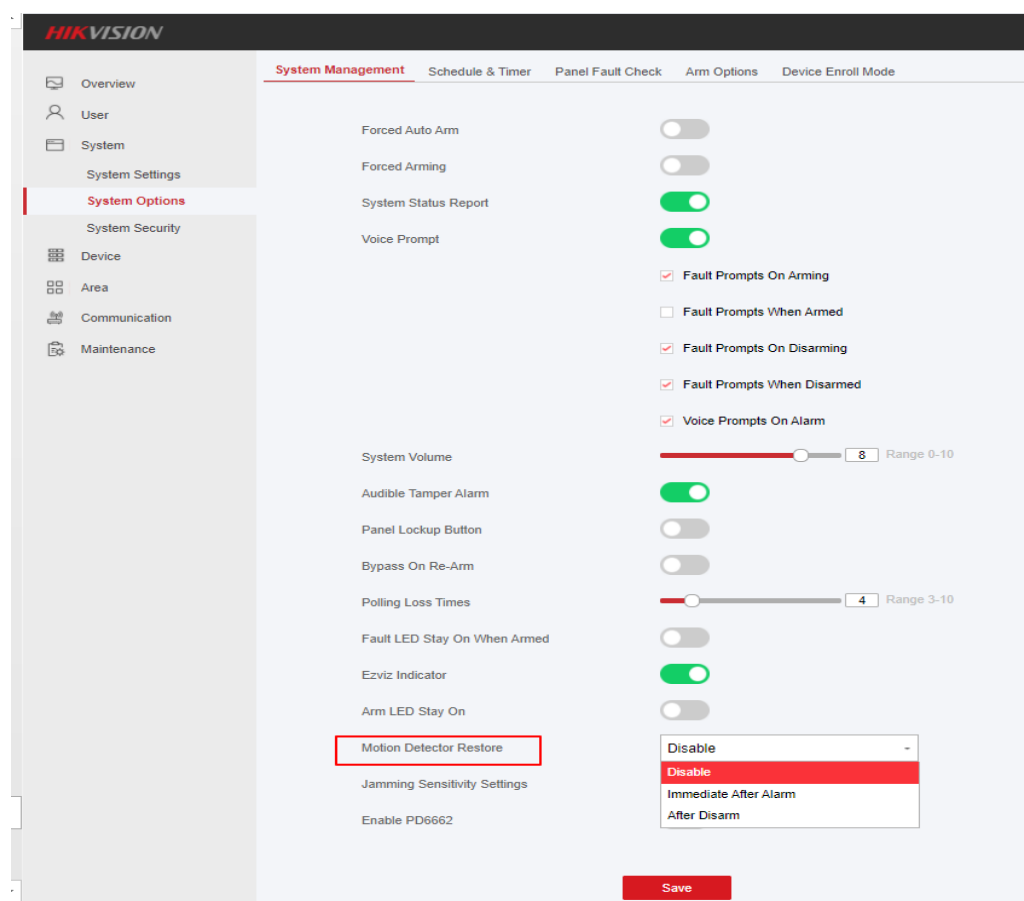 HIKVISION
System Management Schedule & Timer Panel Fault Check Arm Options Device Enroll Mode
Overview
User
System
System Settings
System Options
System Security
Device
Area
Communication
Maintenance
Forced Auto Arm
Forced Arming
System Status Report
Voice Prompt
Fault Prompts On Arming
Fault Prompts When Armed
Fault Prompts On Disarming
Fault Prompts When Disarmed
Voice Prompts On Alarm
System Volume 8 Range 0-10
Audible Tamper Alarm
Panel Lockup Button
Bypass On Re-Arm
Polling Loss Times 4 Range 3-10
Fault LED Stay On When Armed
Ezviz Indicator
Arm LED Stay On
Motion Detector Restore Disable
Disable
Immediate After Alarm
After Disarm
Jamming Sensitivity Settings
Enable PD6662
Save